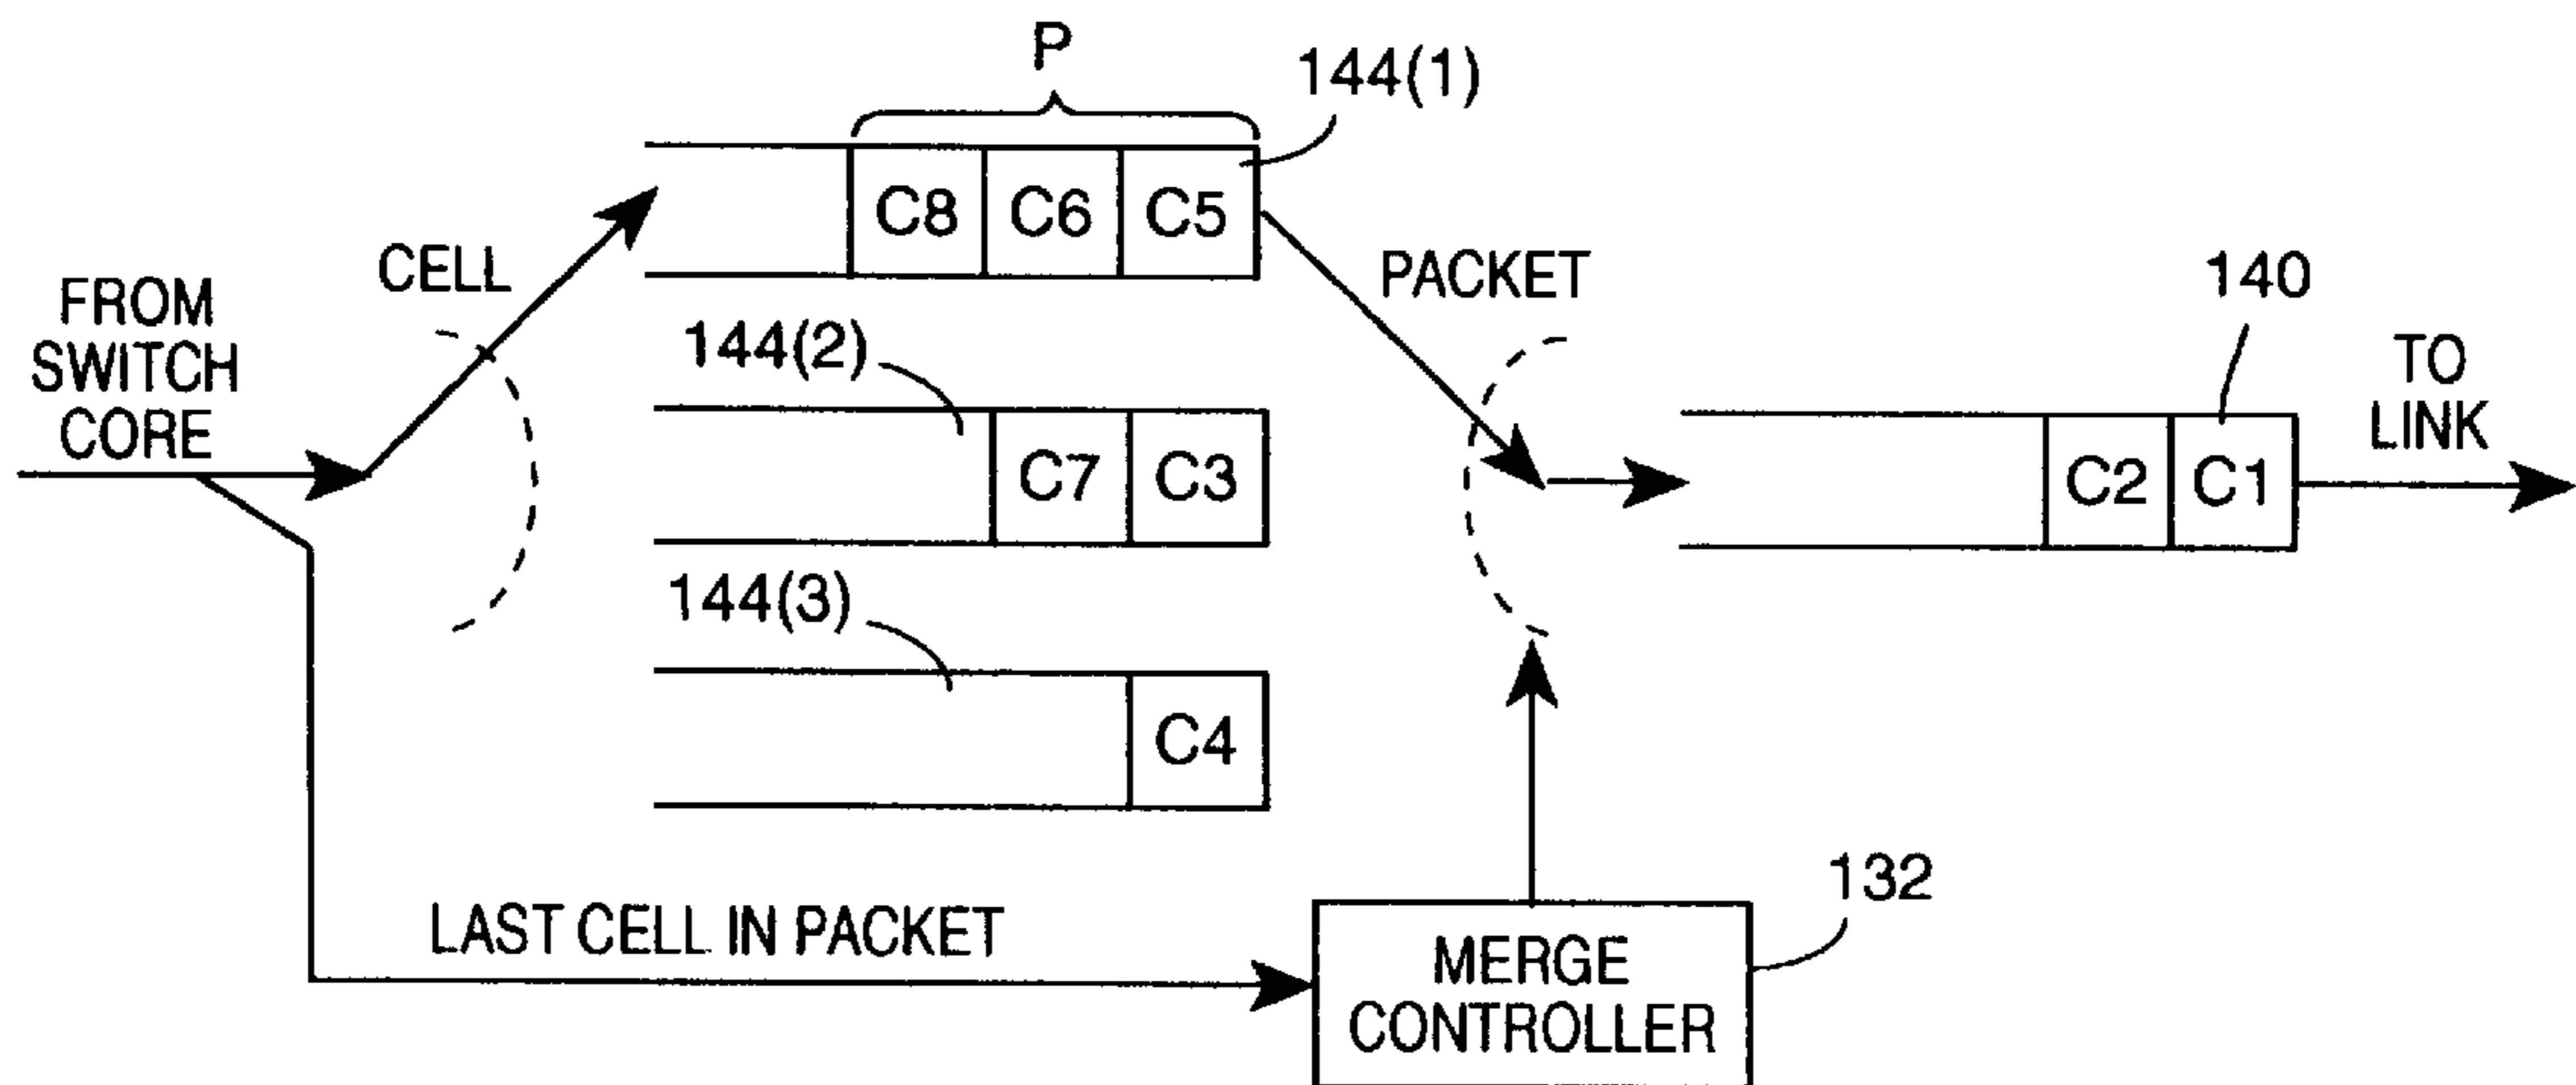 P
144(1)
C8 C6 C5
CELL
PACKET
FROM
SWITCH
CORE
144(2)
C7 C3
140
C2 C1
TO
LINK
144(3)
C4
LAST CELL IN PACKET
132
MERGE
CONTROLLER